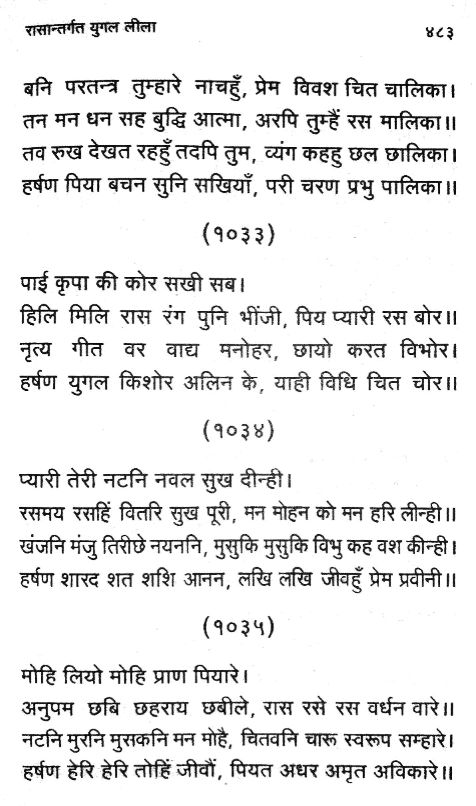 रासान्तर्गत युगल लीला ४८३
बनि परतन्त्र तुम्हारे नाचहुँ, प्रेम विवश चित चालिका।
तन मन धन सह बुद्धि आत्मा, अरपि तुम्हैं रस मालिका॥
तव रुख देखत रहहुँ तदपि तुम, व्यंग कहहु छल छालिका।
हर्षण पिया बचन सुनि सखियाँ, परी चरण प्रभु पालिका॥
(१०३३)
पाई कृपा की कोर सखी सब।
हिलि मिलि रास रंग पुनि भींजी, पिय प्यारी रस बोर॥
नृत्य गीत वर वाद्य मनोहर, छायो करत विभोर।
हर्षण युगल किशोर अलिन के, याही विधि चित चोर॥
(१०३४)
प्यारी तेरी नटनि नवल सुख दीन्ही।
रसमय रसहिं वितरि सुख पूरी, मन मोहन को मन हरि लीन्ही॥
खंजनि मंजु तिरीछे नयननि, मुसुकि मुसुकि विभु कह वश कीन्ही।
हर्षण शारद शत शशि आनन, लखि लखि जीवहुँ प्रेम प्रवीनी॥
(१०३५)
मोहि लियो मोहि प्राण पियारे।
अनुपम छबि छहराय छबीले, रास रसे रस वर्धन वारे॥
नटनि मुरनि मुसकनि मन मोहै, चितवनि चारू स्वरूप सम्हारे।
हर्षण हेरि हेरि तोहिं जीवौं, पियत अधर अमृत अविकारे॥